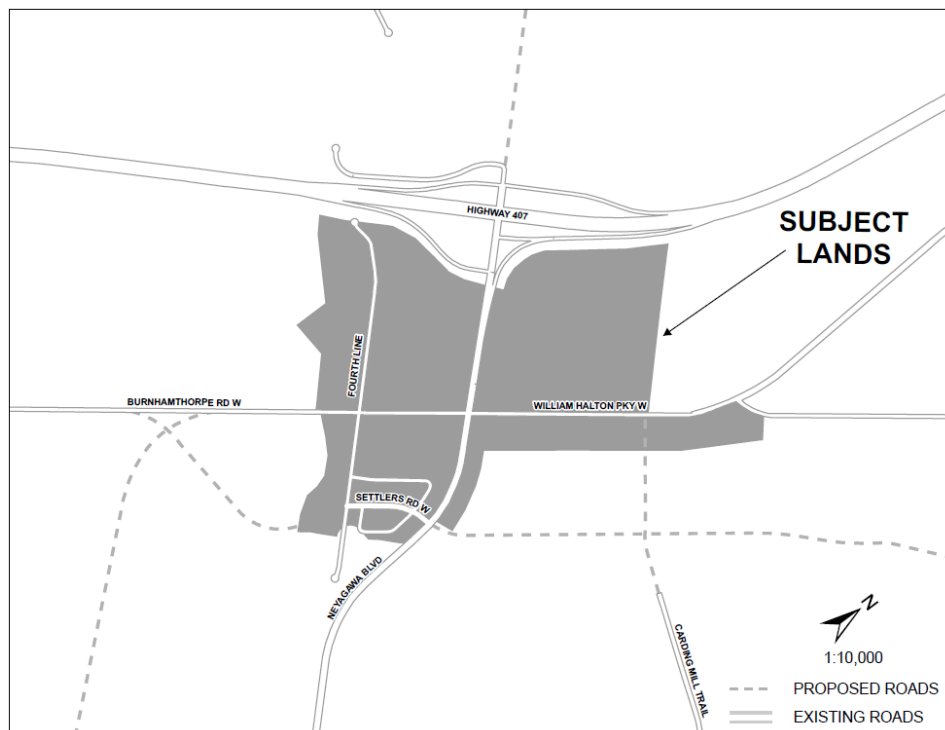 HIGHWAY 407
SUBJECT
LANDS
FOURTH LINE
BURNHAMTHORPE RD W
WILLIAM HALTON PKY W
SETTLERS RD W
NEYAGAWA BLVD
CARDING MILL TRAIL
N
1:10,000
PROPOSED ROADS
EXISTING ROADS